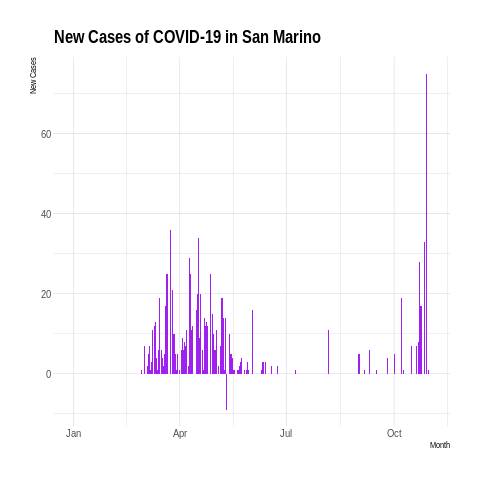 New Cases of COVID-19 in San Marino
New Cases
60
40
20
0
Jan Apr Jul Oct
Month